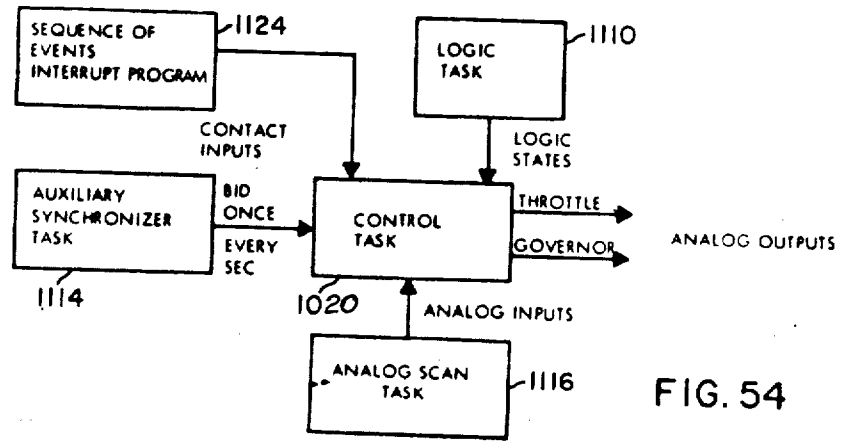 SEQUENCE OF
EVENTS
INTERRUPT PROGRAM
1124
LOGIC
TASK
1110
CONTACT
INPUTS
LOGIC
STATES
AUXILIARY
SYNCHRONIZER
TASK
1114
BID
ONCE
EVERY
SEC
CONTROL
TASK
1020
THROTTLE
GOVERNOR
ANALOG OUTPUTS
ANALOG INPUTS
ANALOG SCAN
TASK
1116
FIG. 54